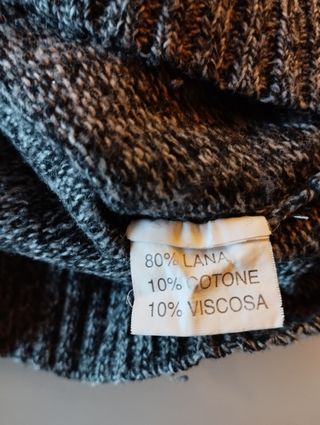 80% LANA
10% COTONE
10% VISCOSA